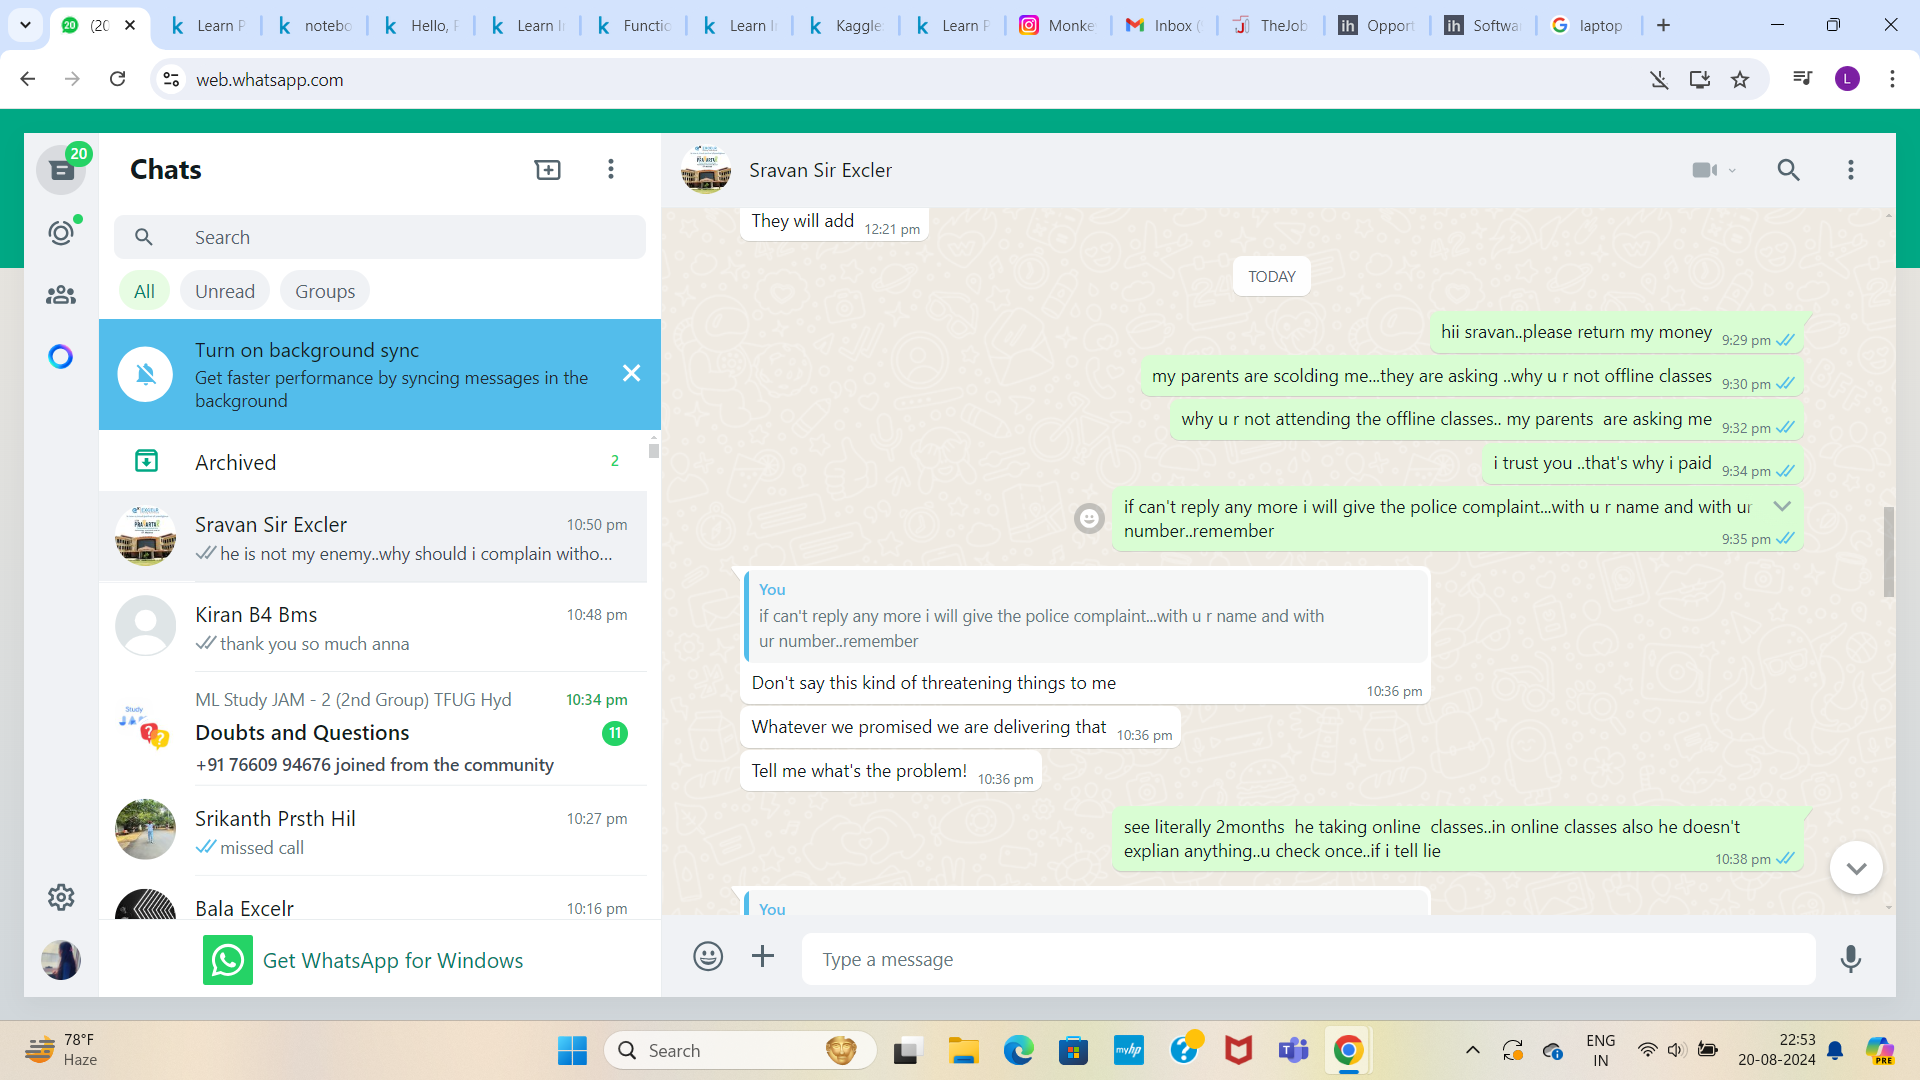 20
(20
Learn P
notebo
Hello, P
Learn I
Functio
Learn I
Kaggle
Learn P
Monke
Inbox (
TheJob
Opport
Softwa
laptop
web.whatsapp.com
L
20
Chats
Search
All
Unread
Groups
Turn on background sync
Get faster performance by syncing messages in the
background
Archived
2
Sravan Sir Excler
10:50 pm
he is not my enemy..why should i complain witho...
Kiran B4 Bms
10:48 pm
thank you so much anna
ML Study JAM - 2 (2nd Group) TFUG Hyd
10:34 pm
Doubts and Questions
11
+91 76609 94676 joined from the community
Srikanth Prsth Hil
10:27 pm
missed call
Bala Excelr
10:16 pm
Get WhatsApp for Windows
Sravan Sir Excler
They will add
12:21 pm
TODAY
hii sravan..please return my money
9:29 pm
my parents are scolding me...they are asking ..why u r not offline classes
9:30 pm
why u r not attending the offline classes.. my parents are asking me
9:32 pm
i trust you ..that's why i paid
9:34 pm
if can't reply any more i will give the police complaint...with u r name and with ur
number..remember
9:35 pm
You
if can't reply any more i will give the police complaint...with u r name and with
ur number..remember
Don't say this kind of threatening things to me
10:36 pm
Whatever we promised we are delivering that
10:36 pm
Tell me what's the problem!
10:36 pm
see literally 2months he taking online classes..in online classes also he doesn't
explian anything..u check once..if i tell lie
10:38 pm
You
Type a message
78°F
Haze
Search
myhp
ENG
IN
22:53
20-08-2024
PRE